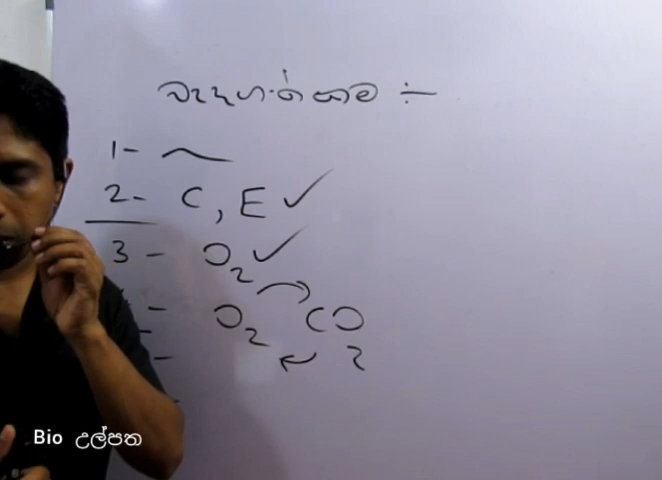 වැදගත්කම ÷
1-
2- C, E ✓
3 - O₂ ✓
- O₂ CO₂
-
Bio උල්පත